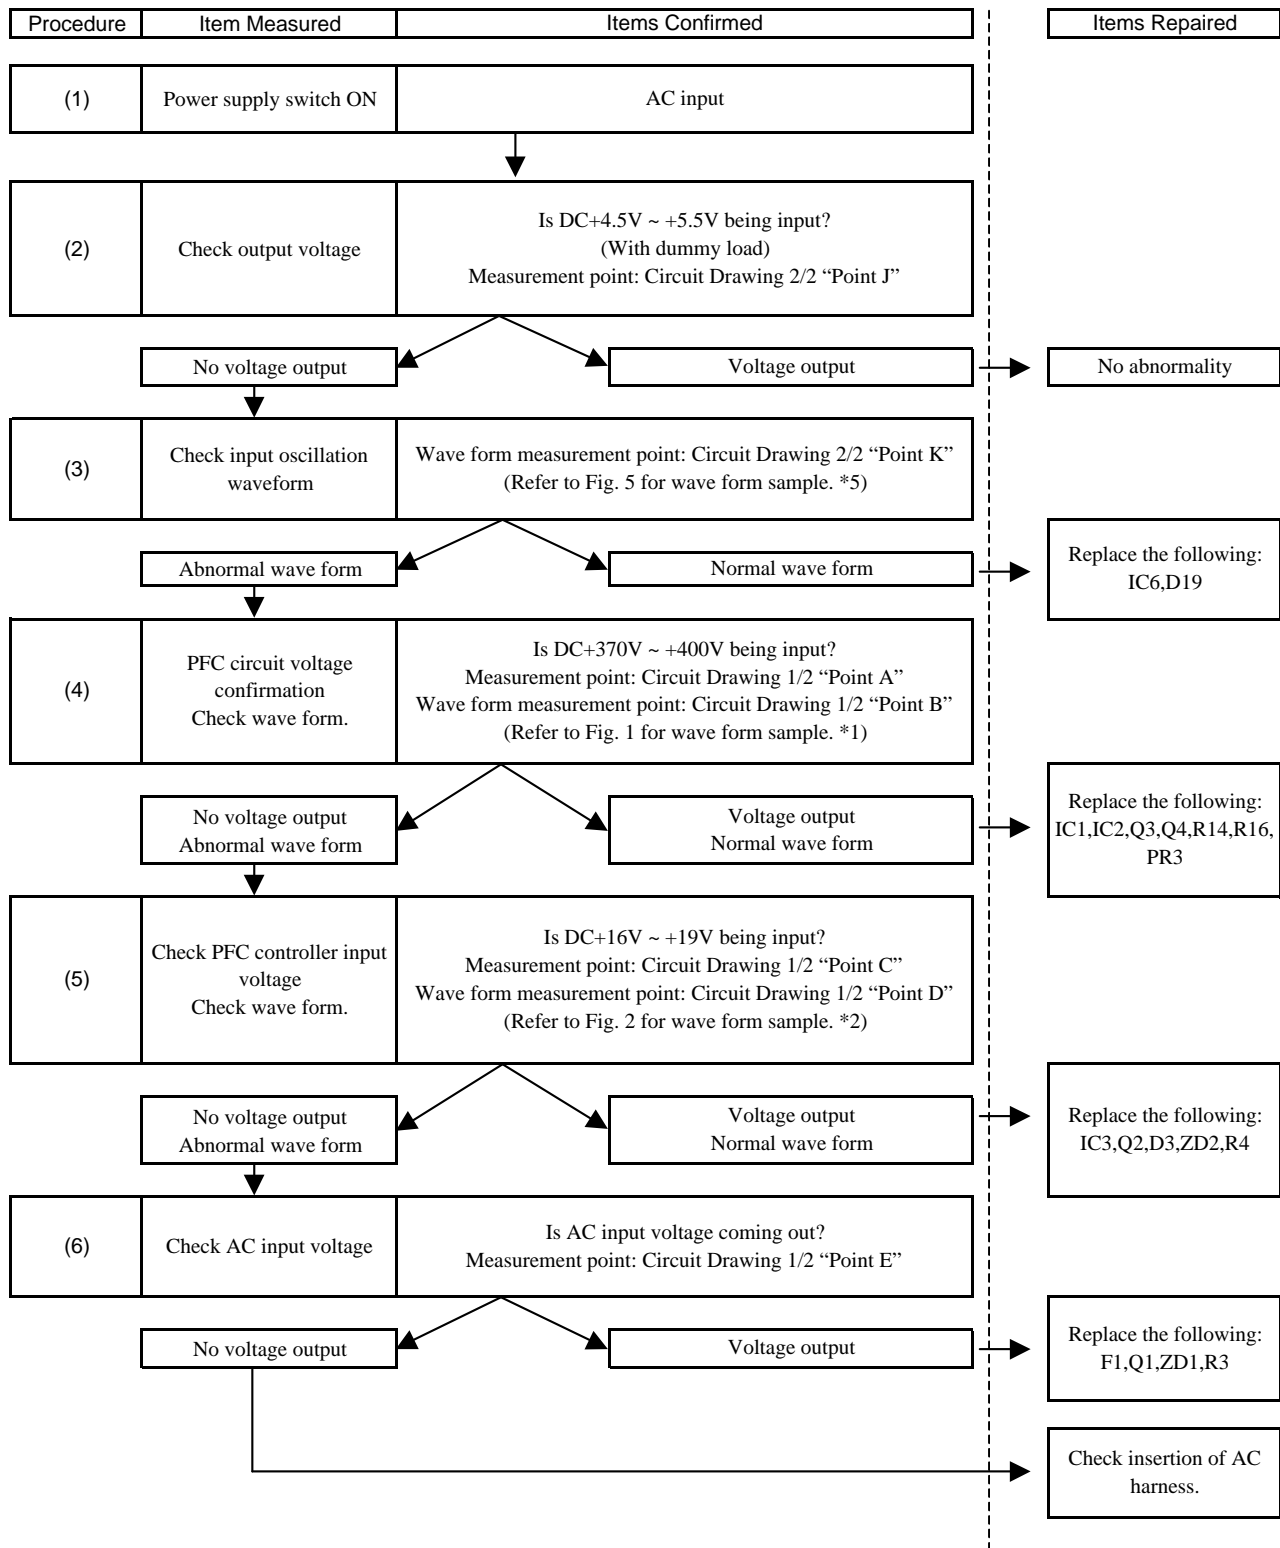 Procedure
Item Measured
Items Confirmed
Items Repaired
(1)
Power supply switch ON
AC input
(2)
Check output voltage
Is DC+4.5V ~ +5.5V being input?
(With dummy load)
Measurement point: Circuit Drawing 2/2 “Point J”
No voltage output
Voltage output
No abnormality
(3)
Check input oscillation
waveform
Wave form measurement point: Circuit Drawing 2/2 “Point K”
(Refer to Fig. 5 for wave form sample. *5)
Abnormal wave form
Normal wave form
Replace the following:
IC6,D19
(4)
PFC circuit voltage
confirmation
Check wave form.
Is DC+370V ~ +400V being input?
Measurement point: Circuit Drawing 1/2 “Point A”
Wave form measurement point: Circuit Drawing 1/2 “Point B”
(Refer to Fig. 1 for wave form sample. *1)
No voltage output
Abnormal wave form
Voltage output
Normal wave form
Replace the following:
IC1,IC2,Q3,Q4,R14,R16,
PR3
(5)
Check PFC controller input
voltage
Check wave form.
Is DC+16V ~ +19V being input?
Measurement point: Circuit Drawing 1/2 “Point C”
Wave form measurement point: Circuit Drawing 1/2 “Point D”
(Refer to Fig. 2 for wave form sample. *2)
No voltage output
Abnormal wave form
Voltage output
Normal wave form
Replace the following:
IC3,Q2,D3,ZD2,R4
(6)
Check AC input voltage
Is AC input voltage coming out?
Measurement point: Circuit Drawing 1/2 “Point E”
No voltage output
Voltage output
Replace the following:
F1,Q1,ZD1,R3
Check insertion of AC
harness.